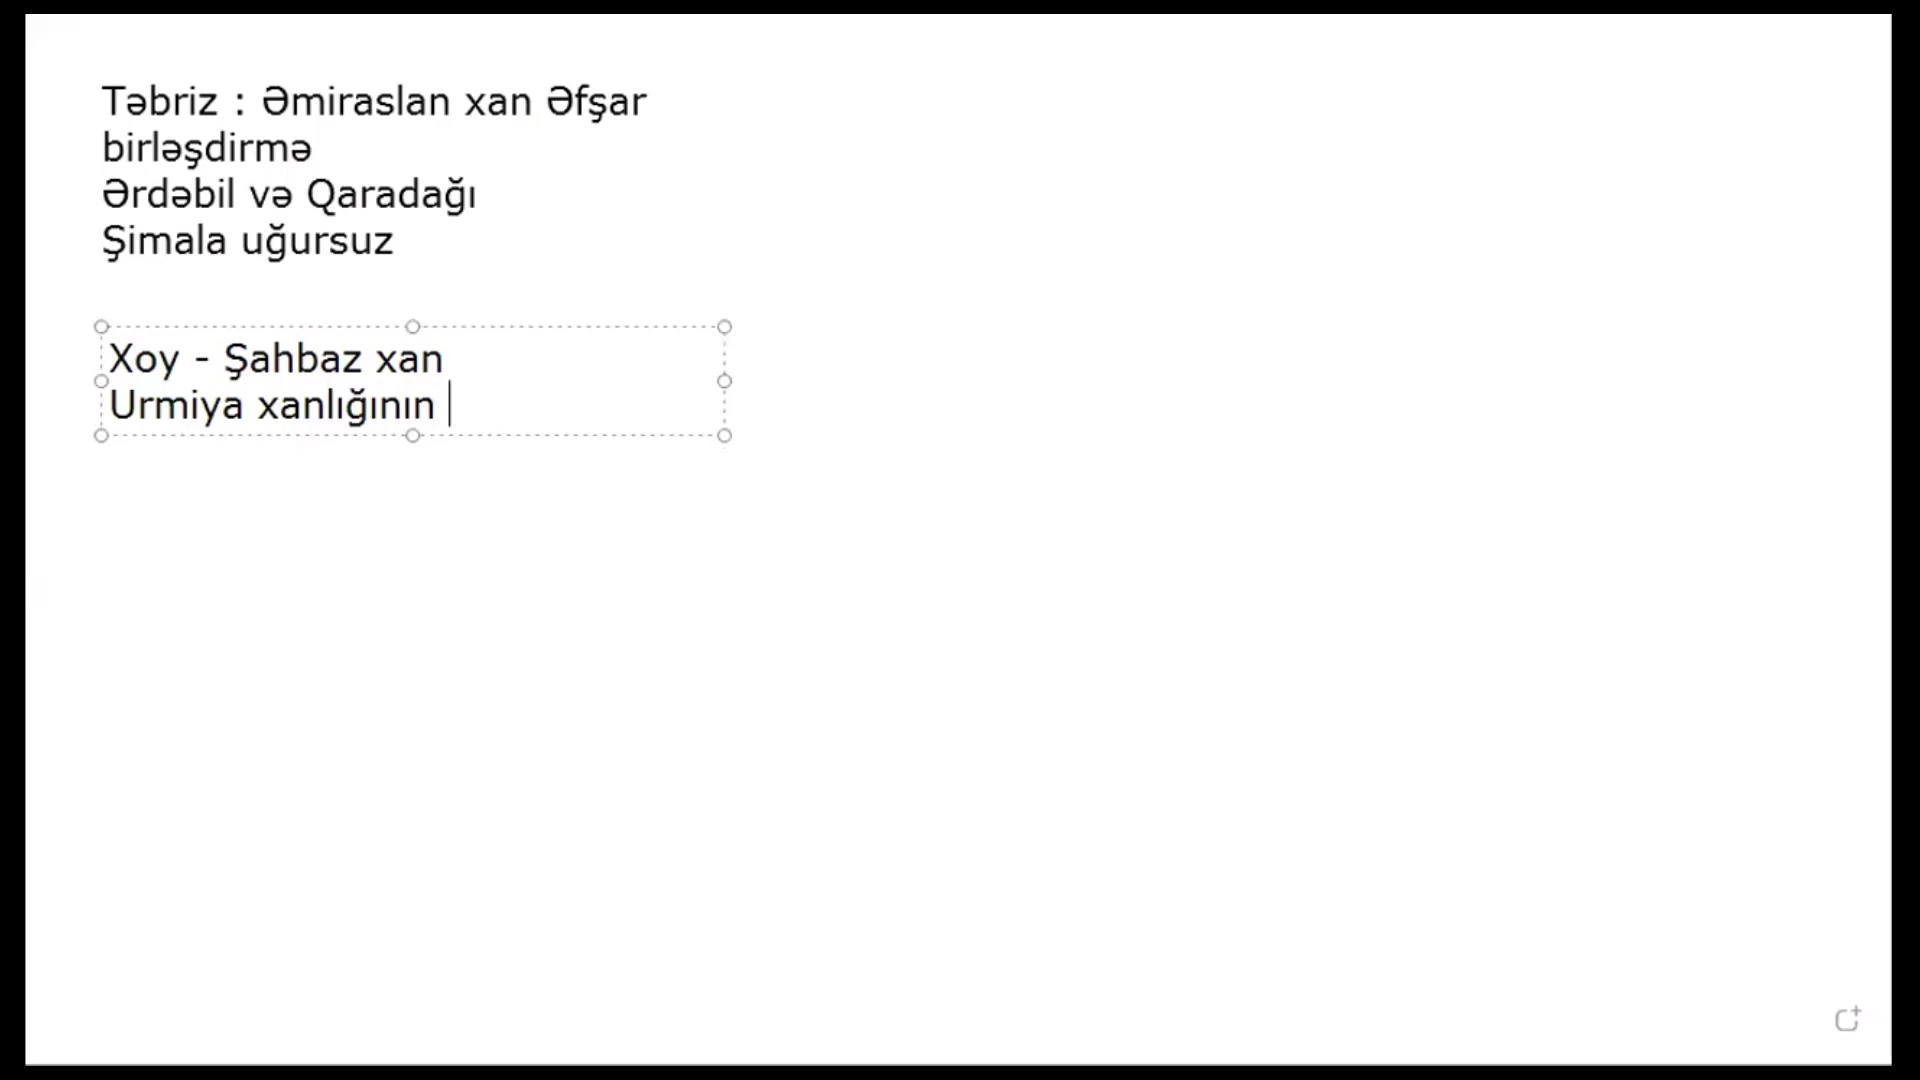 Təbriz : Əmiraslan xan Əfşar
birləşdirmə
Ərdəbil və Qaradağı
Şimala uğursuz
Xoy - Şahbaz xan
Urmiya xanlığının